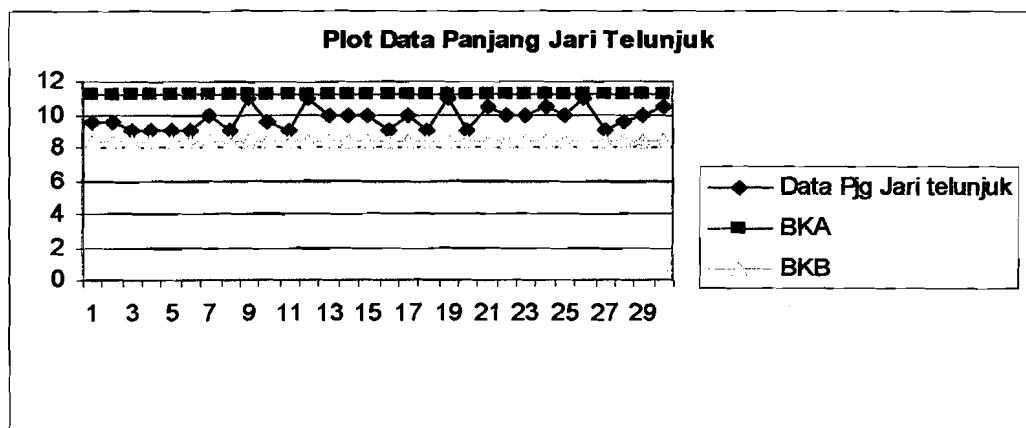 Plot Data Panjang Jari Telunjuk
12
10
8
6
4
2
0
1 3 5 7 9 11 13 15 17 19 21 23 25 27 29
Data Pjg Jari telunjuk
BKA
BKB